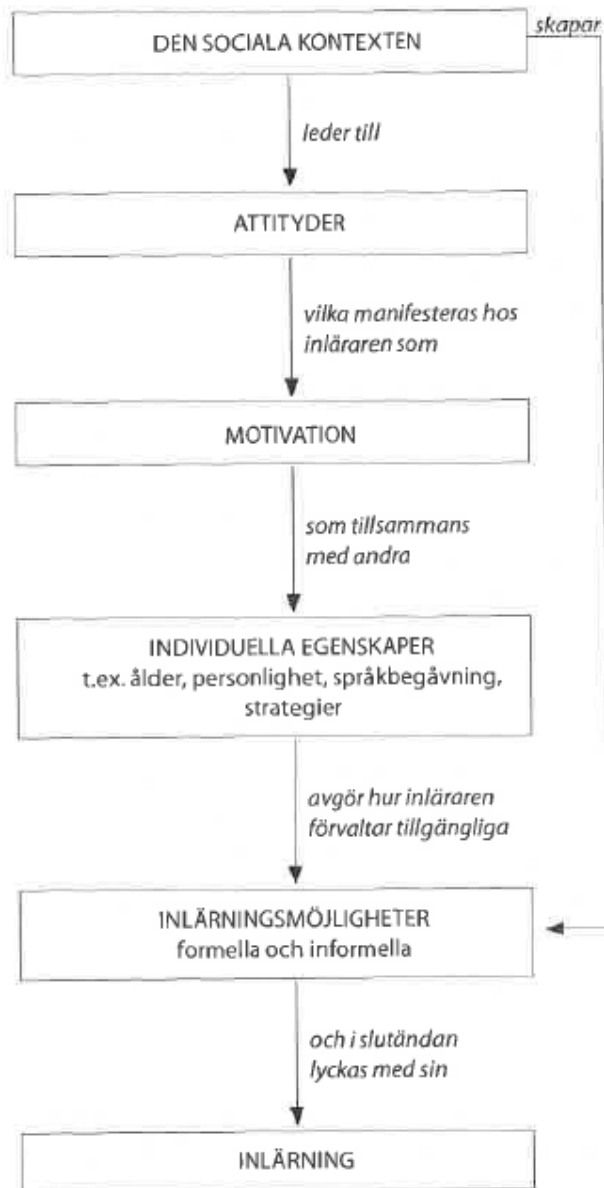 DEN SOCIALA KONTEXTEN
skapar
leder till
ATTITYDER
vilka manifesteras hos
inläraren som
MOTIVATION
som tillsammans
med andra
INDIVIDUELLA EGENSKAPER
t.ex. ålder, personlighet, språkbegåvning,
strategier
avgör hur inläraren
förvaltar tillgängliga
INLÄRNINGSMÖJLIGHETER
formella och informella
och i slutändan
lyckas med sin
INLÄRNING